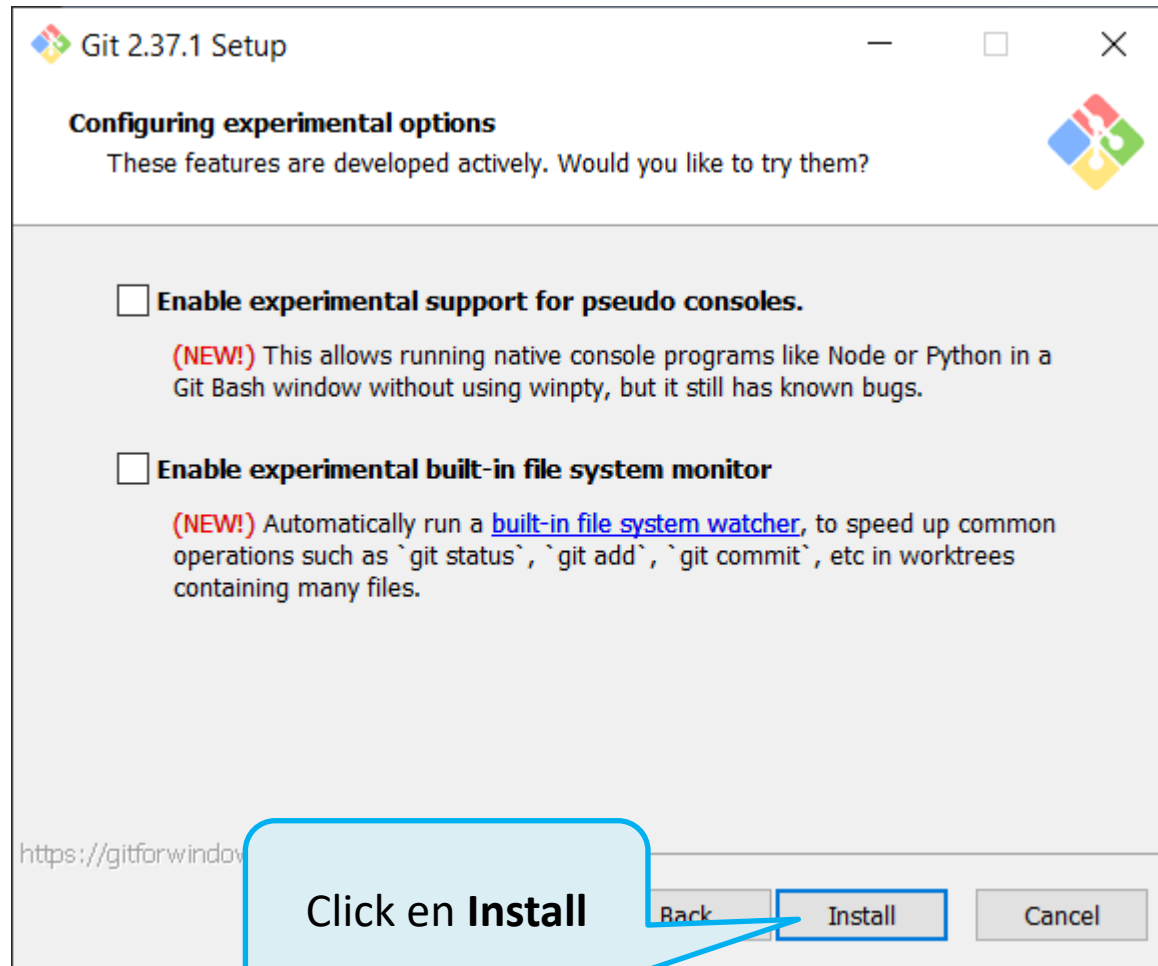 Git 2.37.1 Setup
Configuring experimental options
These features are developed actively. Would you like to try them?
Enable experimental support for pseudo consoles.
(NEW!) This allows running native console programs like Node or Python in a
Git Bash window without using winpty, but it still has known bugs.
Enable experimental built-in file system monitor
(NEW!) Automatically run a built-in file system watcher, to speed up common
operations such as `git status`, `git add`, `git commit`, etc in worktrees
containing many files.
https://gitforwindow
Click en Install
Back
Install
Cancel